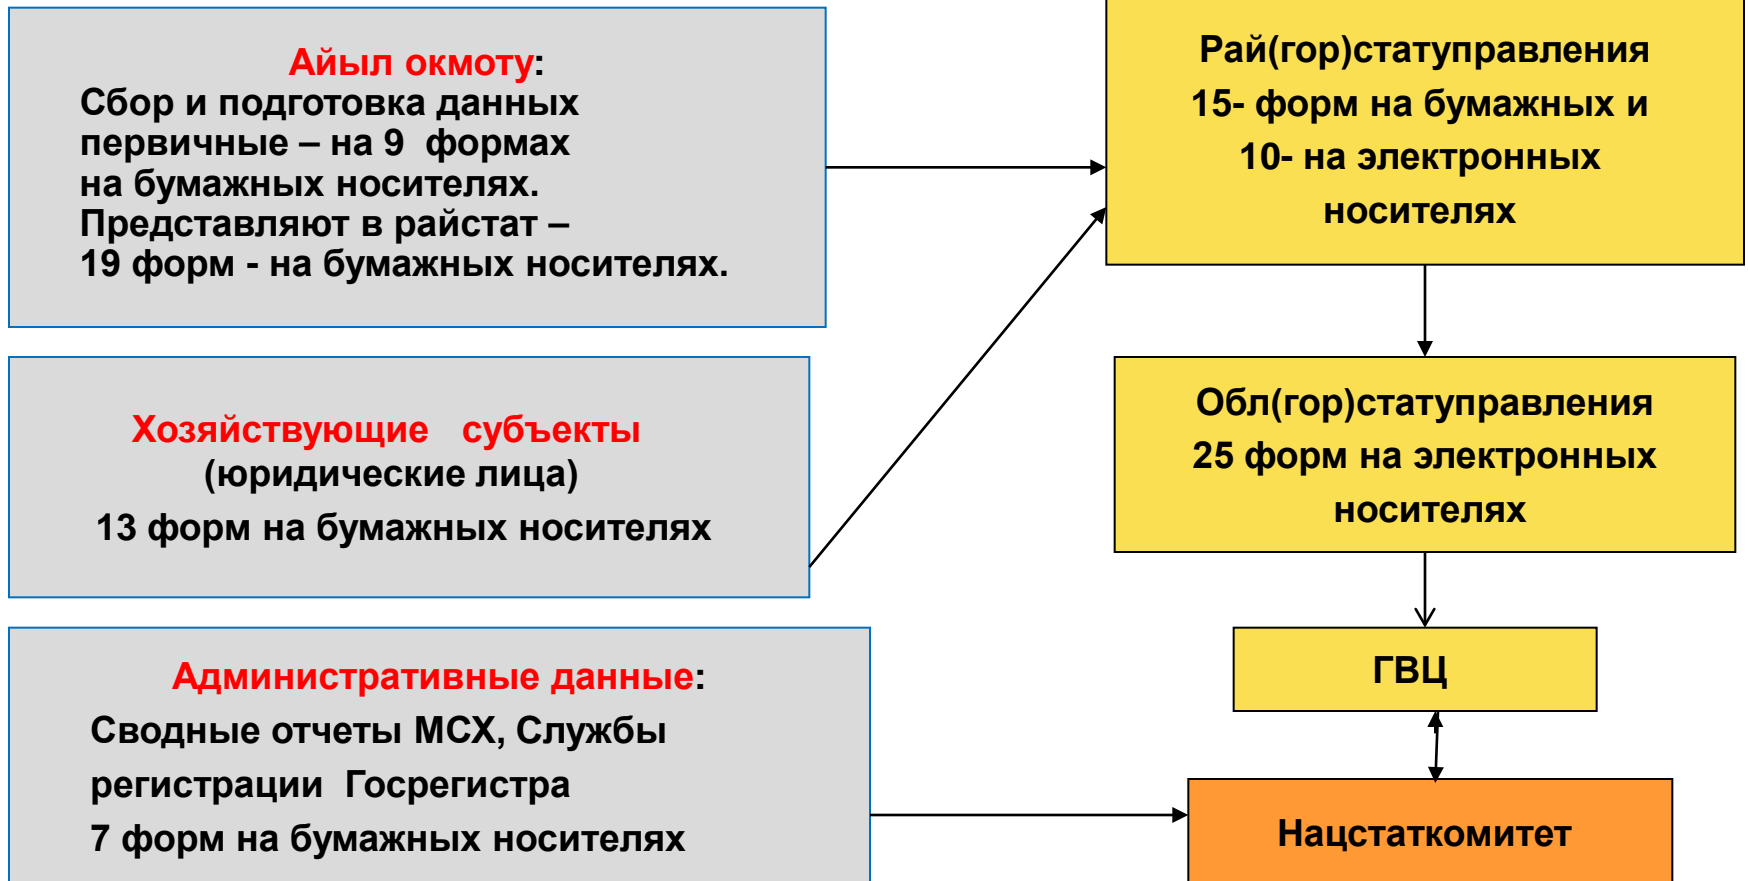 Айыл окмоту:
Сбор и подготовка данных
первичные – на 9 формах
на бумажных носителях.
Представляют в райстат –
19 форм - на бумажных носителях.
Хозяйствующие субъекты
(юридические лица)
13 форм на бумажных носителях
Административные данные:
Сводные отчеты МСХ, Службы
регистрации Госрегистра
7 форм на бумажных носителях
Рай(гор)статуправления
15- форм на бумажных и
10- на электронных
носителях
Обл(гор)статуправления
25 форм на электронных
носителях
ГВЦ
Нацстаткомитет